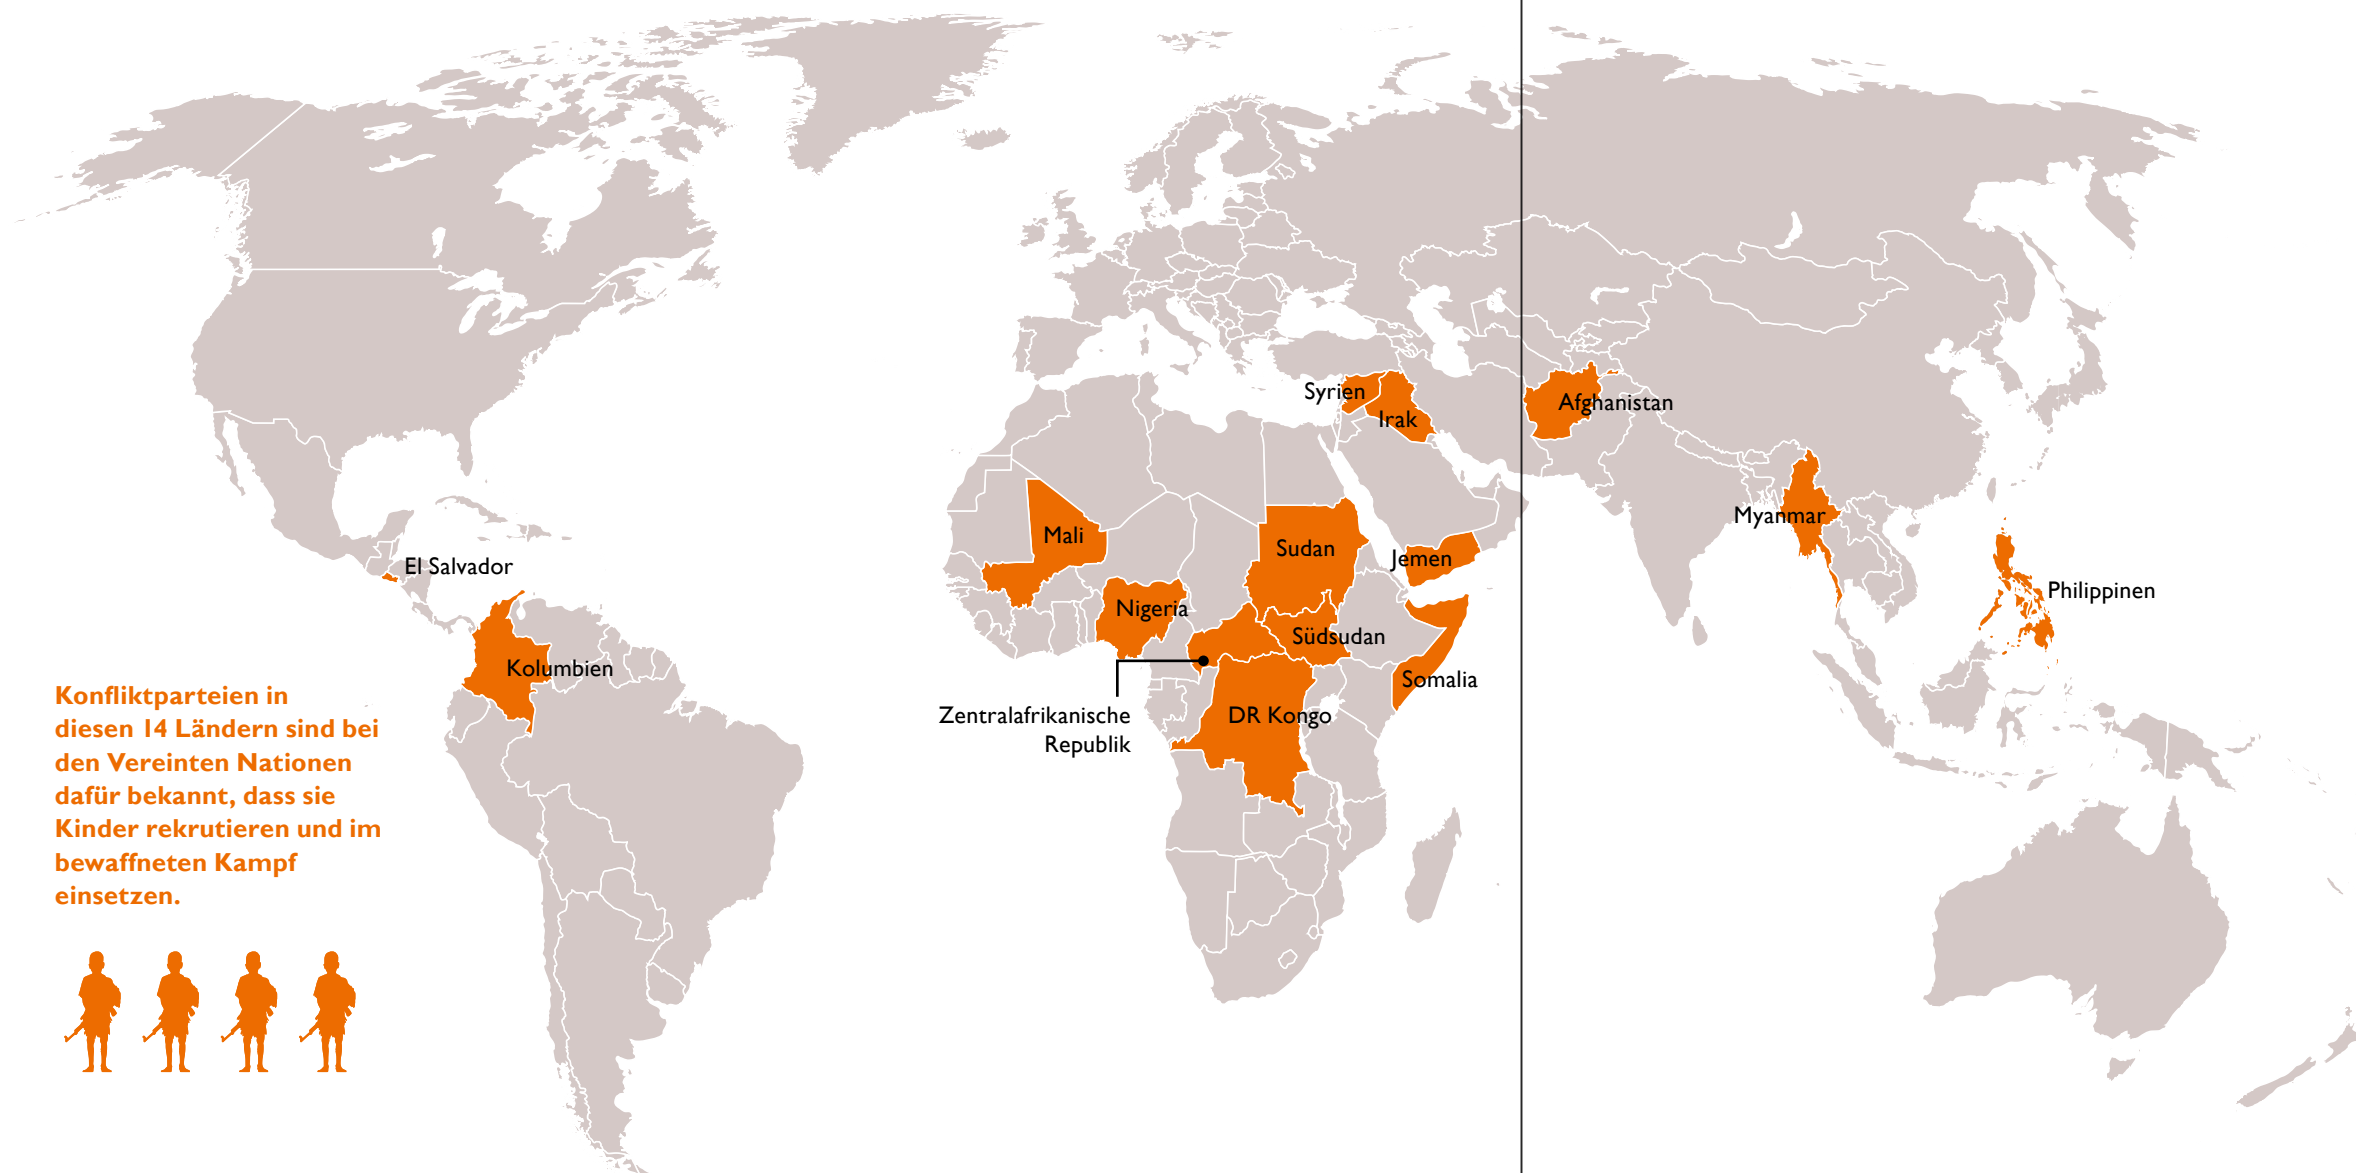 Syrien
Irak
Afghanistan
Mali
Sudan
Jemen
Myanmar
El Salvador
Nigeria
Südsudan
Philippinen
Kolumbien
Somalia
Zentralafrikanische
Republik
DR Kongo
Konfliktparteien in
diesen 14 Ländern sind bei
den Vereinten Nationen
dafür bekannt, dass sie
Kinder rekrutieren und im
bewaffneten Kampf
einsetzen.